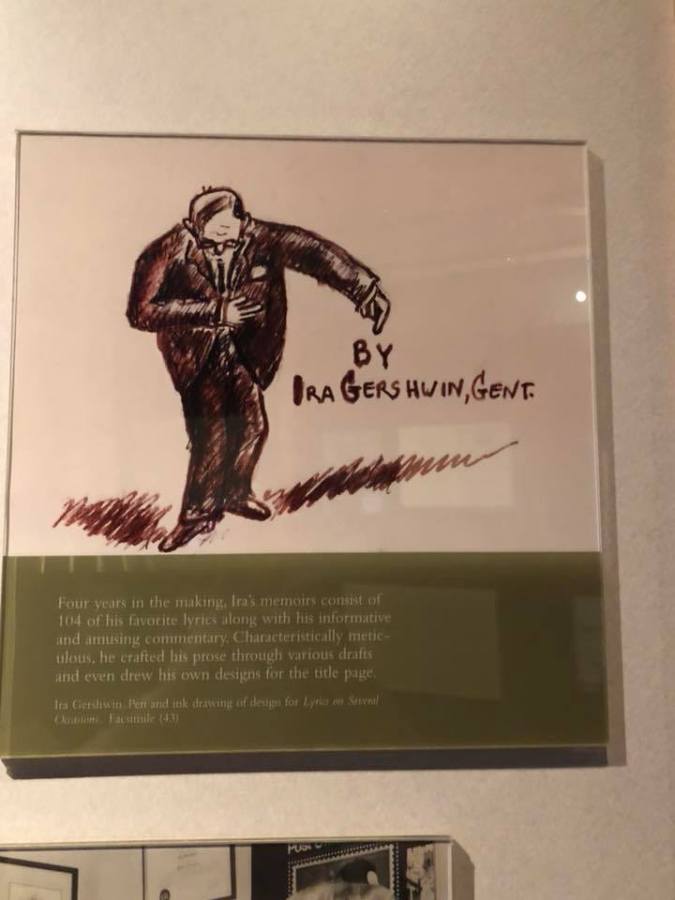 BY
IRA GERSHWIN, GENT.
Four years in the making, Ira's memoirs consist of
104 of his favorite lyrics along with his informative
and amusing commentary. Characteristically metic-
ulous, he crafted his prose through various drafts
and even drew his own designs for the title page.
Ira Gershwin. Pen and ink drawing of design for Lyrics on Several
Occasions. Facsimile (43)